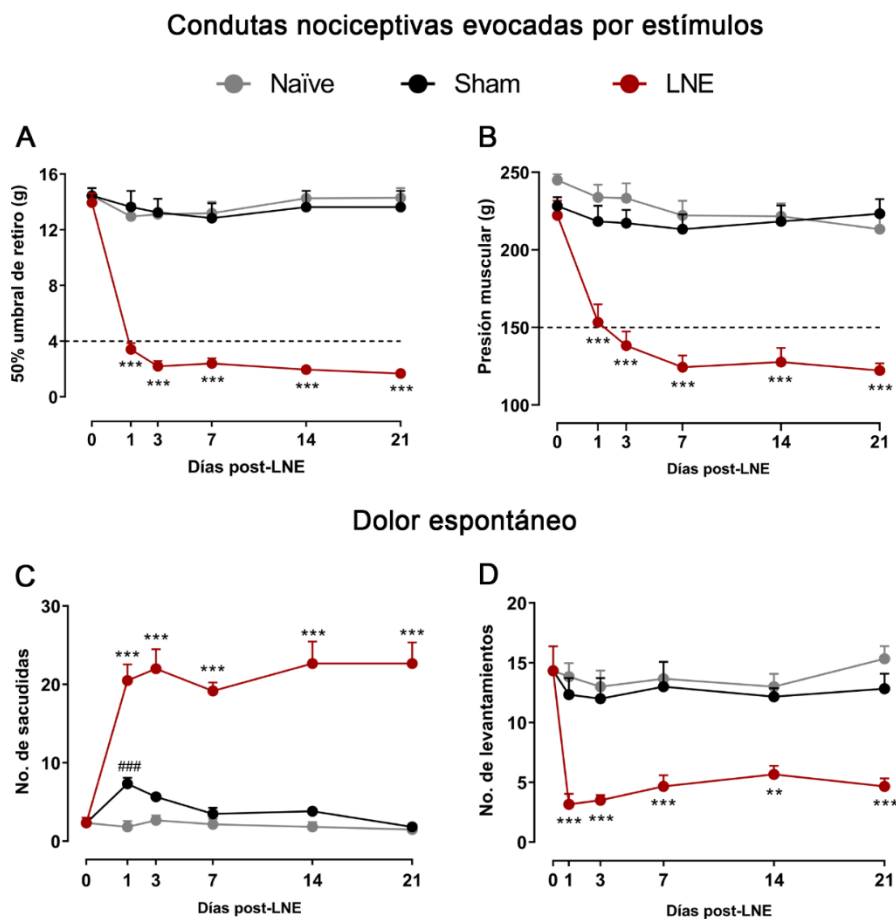 Condutas nociceptivas evocadas por estímulos
Naïve Sham LNE
A
50% umbral de retiro (g)
16
12
8
4
0
*** *** *** *** ***
0 1 3 7 14 21
Días post-LNE
B
Presión muscular (g)
250
200
150
100
*** *** *** *** ***
0 1 3 7 14 21
Días post-LNE
Dolor espontáneo
C
No. de sacudidas
30
20
10
0
*** *** *** *** ***
###
0 1 3 7 14 21
Días post-LNE
D
No. de levantamientos
20
15
10
5
0
*** *** *** ** ***
0 1 3 7 14 21
Días post-LNE